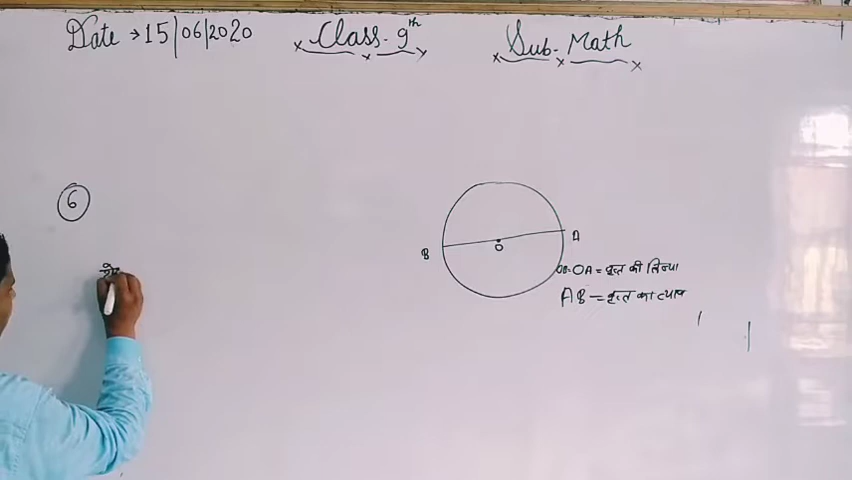 Date → 15/06/2020 Class - 9th Sub - Math
6
B O A
OB=OA = वृत्त की त्रिज्या
AB = वृत्त का व्यास